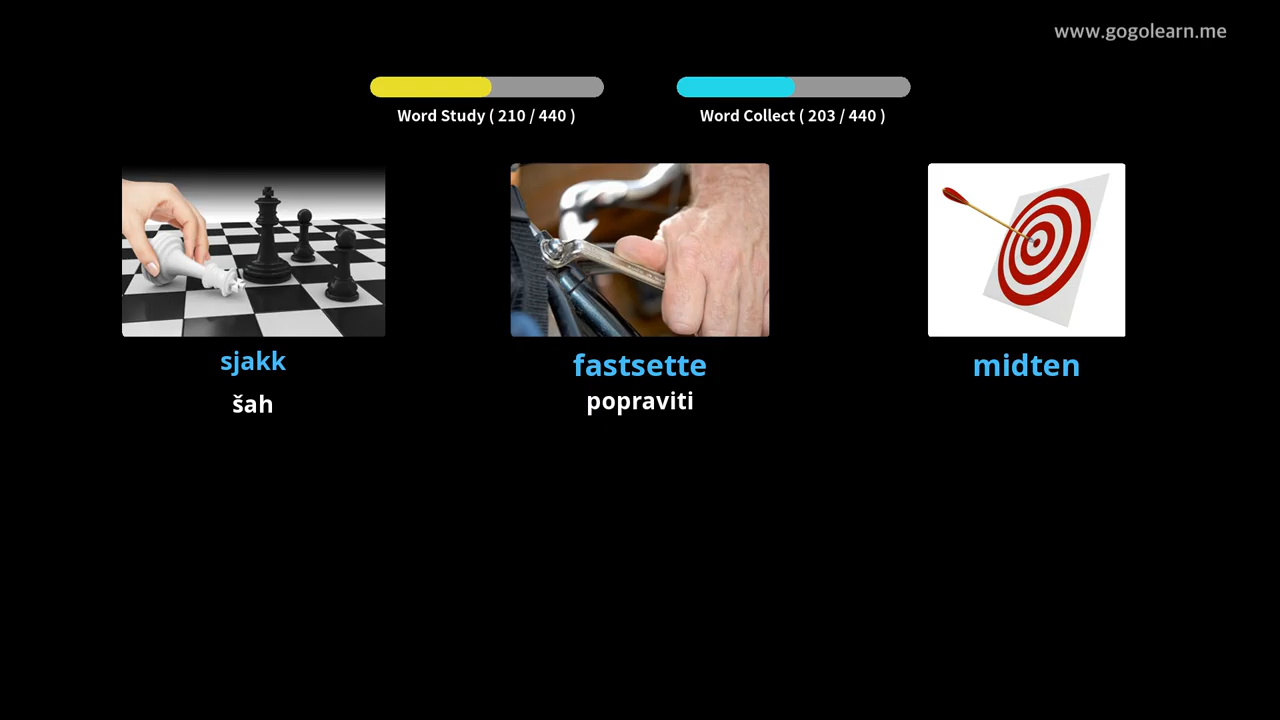 www.gogolearn.me
Word Study ( 210 / 440 )
Word Collect ( 203 / 440 )
sjakk
šah
fastsette
popraviti
midten